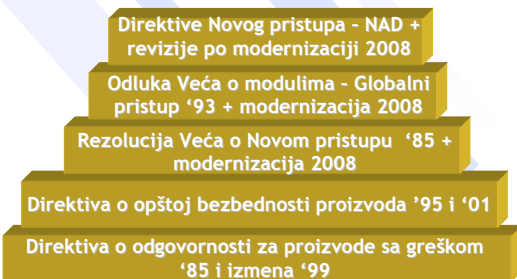 Direktive Novog pristupa – NAD +
revizije po modernizaciji 2008
Odluka Veća o modulima – Globalni
pristup ‘93 + modernizacija 2008
Rezolucija Veća o Novom pristupu ‘85 +
modernizacija 2008
Direktiva o opštoj bezbednosti proizvoda ’95 i ‘01
Direktiva o odgovornosti za proizvode sa greškom
‘85 i izmena ‘99